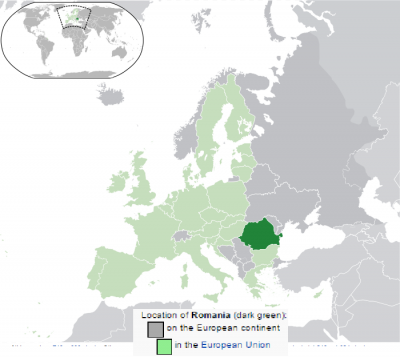 Location of Romania (dark green):
on the European continent
in the European Union